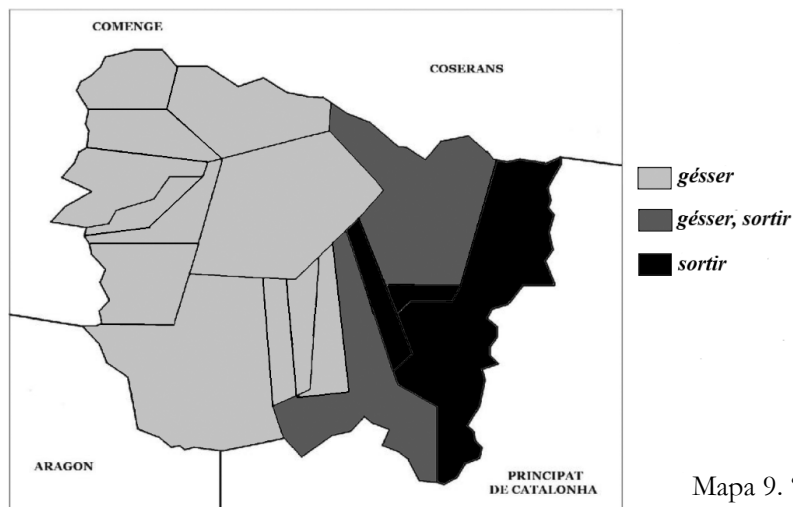 COMENGE
COSERANS
gésser
gésser, sortir
sortir
ARAGON
PRINCIPAT
DE CATALONHA
Mapa 9. ‘